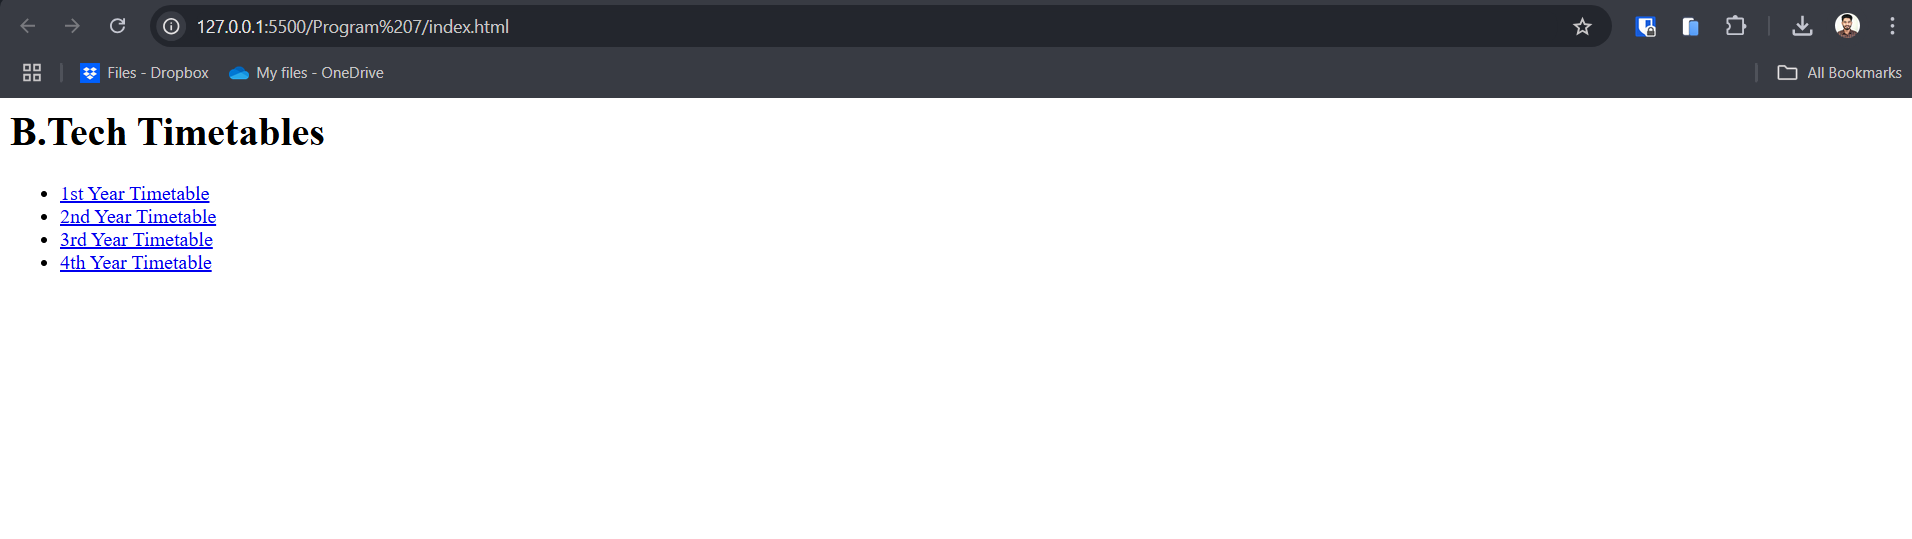 127.0.0.1:5500/Program%207/index.html
Files - Dropbox
My files - OneDrive
All Bookmarks
B.Tech Timetables
1st Year Timetable
2nd Year Timetable
3rd Year Timetable
4th Year Timetable